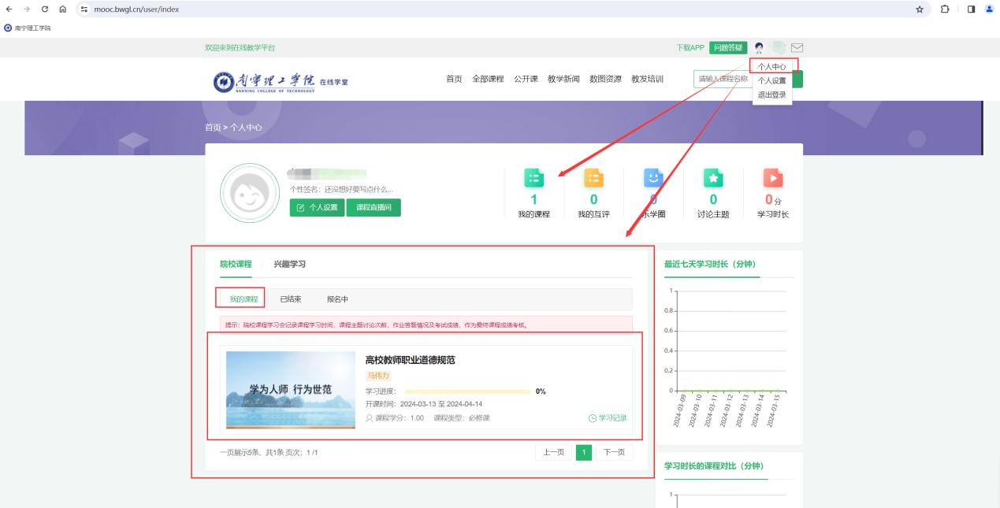 mooc.bwgl.cn/user/index
南宁理工学院
欢迎来到在线教学平台
下载APP 问题答疑
个人中心
个人设置
退出登录
南宁理工学院 在线学堂
NANNING COLLEGE OF TECHNOLOGY
首页 全部课程 公开课 教学新闻 数图资源 教发培训
请输入课程名称
首页 > 个人中心
个性签名：还没想好要写点什么...
个人设置 课程直播间
1 0 0 0 0分
我的课程 我的互评 乐学圈 讨论主题 学习时长
院校课程 兴趣学习
我的课程 已结束 报名中
提示：院校课程学习会记录课程学习时间，课程主题讨论次数，作业答题情况及考试成绩，作为最终课程成绩考核。
学为人师 行为世范
高校教师职业道德规范
马伟力
学习进度： 0%
开课时间：2024-03-13 至 2024-04-14
课程学分：1.00 课程类型：必修课
学习记录
一页展示5条、共1条 页次：1 /1
上一页 1 下一页
最近七天学习时长（分钟）
1
0.8
0.6
0.4
0.2
0
2024-03-09 2024-03-10 2024-03-11 2024-03-12 2024-03-13 2024-03-14 2024-03-15
学习时长的课程对比（分钟）
1